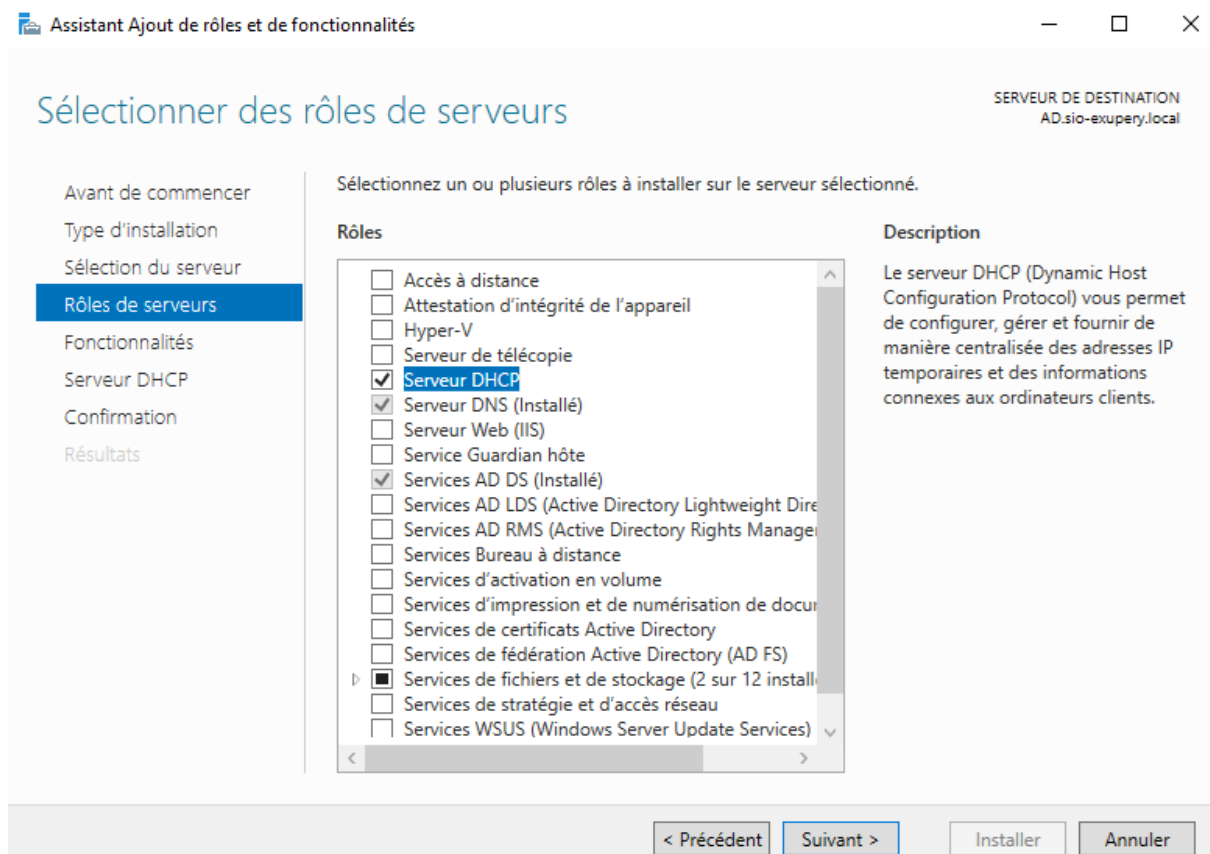 Assistant Ajout de rôles et de fonctionnalités
Sélectionner des rôles de serveurs
SERVEUR DE DESTINATION
AD.sio-exupery.local
Avant de commencer
Type d'installation
Sélection du serveur
Rôles de serveurs
Fonctionnalités
Serveur DHCP
Confirmation
Résultats
Sélectionnez un ou plusieurs rôles à installer sur le serveur sélectionné.
Rôles
Accès à distance
Attestation d'intégrité de l'appareil
Hyper-V
Serveur de télécopie
Serveur DHCP
Serveur DNS (Installé)
Serveur Web (IIS)
Service Guardian hôte
Services AD DS (Installé)
Services AD LDS (Active Directory Lightweight Dire
Services AD RMS (Active Directory Rights Manage
Services Bureau à distance
Services d'activation en volume
Services d'impression et de numérisation de docu
Services de certificats Active Directory
Services de fédération Active Directory (AD FS)
Services de fichiers et de stockage (2 sur 12 install
Services de stratégie et d'accès réseau
Services WSUS (Windows Server Update Services)
Description
Le serveur DHCP (Dynamic Host
Configuration Protocol) vous permet
de configurer, gérer et fournir de
manière centralisée des adresses IP
temporaires et des informations
connexes aux ordinateurs clients.
< Précédent
Suivant >
Installer
Annuler